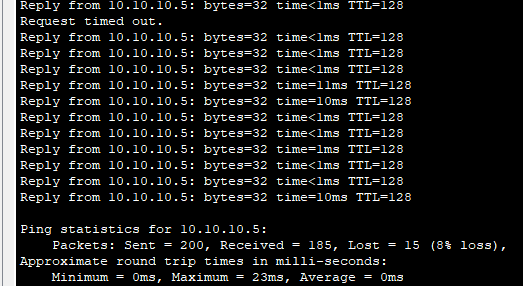 Reply from 10.10.10.5: bytes=32 time<1ms TTL=128
Request timed out.
Reply from 10.10.10.5: bytes=32 time<1ms TTL=128
Reply from 10.10.10.5: bytes=32 time<1ms TTL=128
Reply from 10.10.10.5: bytes=32 time<1ms TTL=128
Reply from 10.10.10.5: bytes=32 time=11ms TTL=128
Reply from 10.10.10.5: bytes=32 time=10ms TTL=128
Reply from 10.10.10.5: bytes=32 time<1ms TTL=128
Reply from 10.10.10.5: bytes=32 time<1ms TTL=128
Reply from 10.10.10.5: bytes=32 time=1ms TTL=128
Reply from 10.10.10.5: bytes=32 time<1ms TTL=128
Reply from 10.10.10.5: bytes=32 time<1ms TTL=128
Reply from 10.10.10.5: bytes=32 time=10ms TTL=128
Ping statistics for 10.10.10.5:
Packets: Sent = 200, Received = 185, Lost = 15 (8% loss),
Approximate round trip times in milli-seconds:
Minimum = 0ms, Maximum = 23ms, Average = 0ms